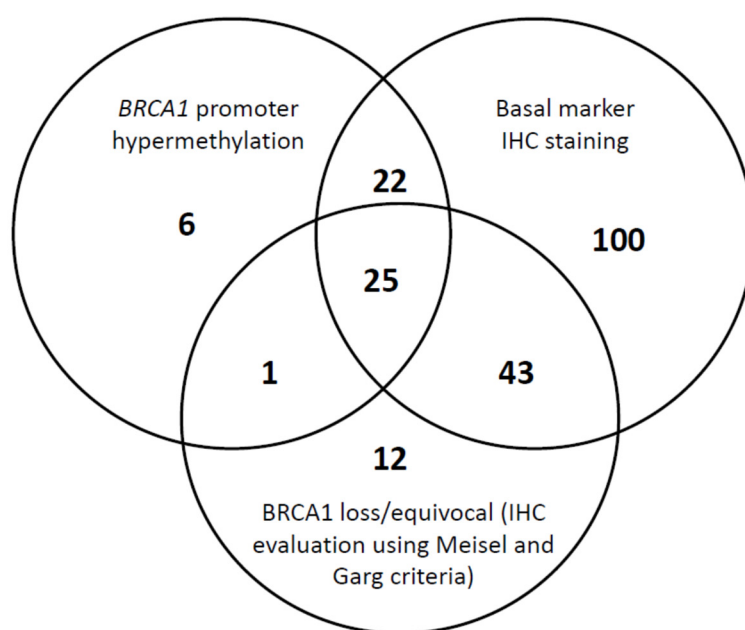 BRCA1 promoter
hypermethylation
Basal marker
IHC staining
22
6
100
25
1
43
12
BRCA1 loss/equivocal (IHC
evaluation using Meisel and
Garg criteria)